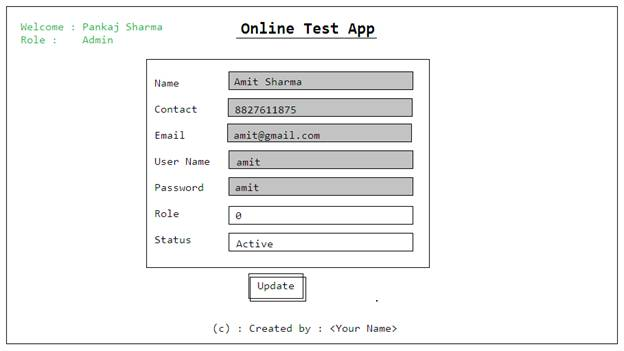 Welcome : Pankaj Sharma
Role : Admin
Online Test App
Name Amit Sharma
Contact 8827611875
Email amit@gmail.com
User Name amit
Password amit
Role 0
Status Active
Update
(c) : Created by : <Your Name>